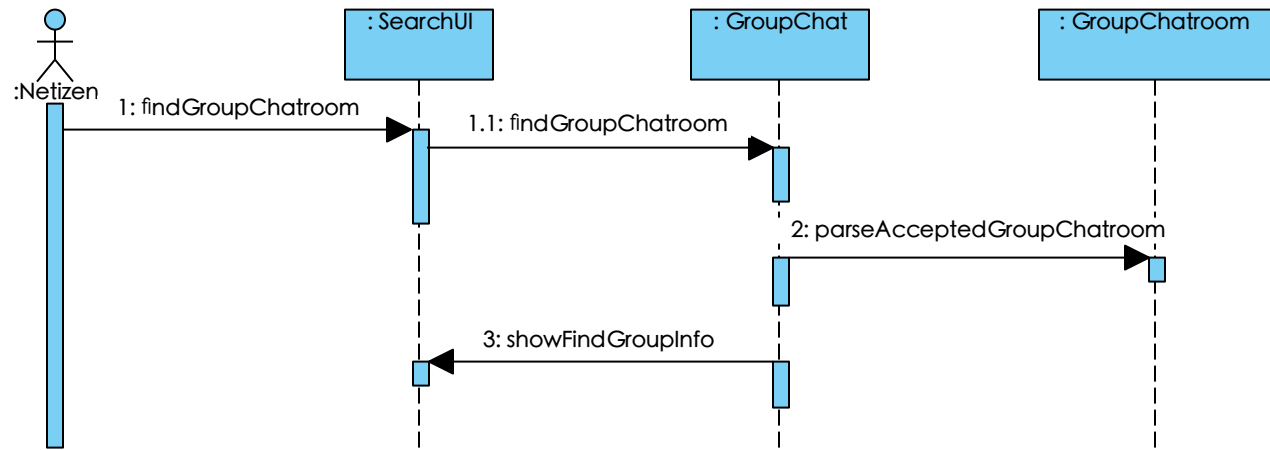 : SearchUI
: GroupChat
: GroupChatroom
:Netizen
1: findGroupChatroom
1.1: findGroupChatroom
2: parseAcceptedGroupChatroom
3: showFindGroupInfo